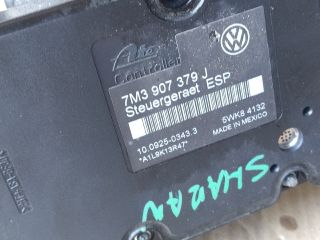 Ate
Controller
7M3 907 379 J
Steuergeraet ESP
10.0925-0343.3
*A1L9K13R47*
5WK8 4132
MADE IN MEXICO
SHARAN